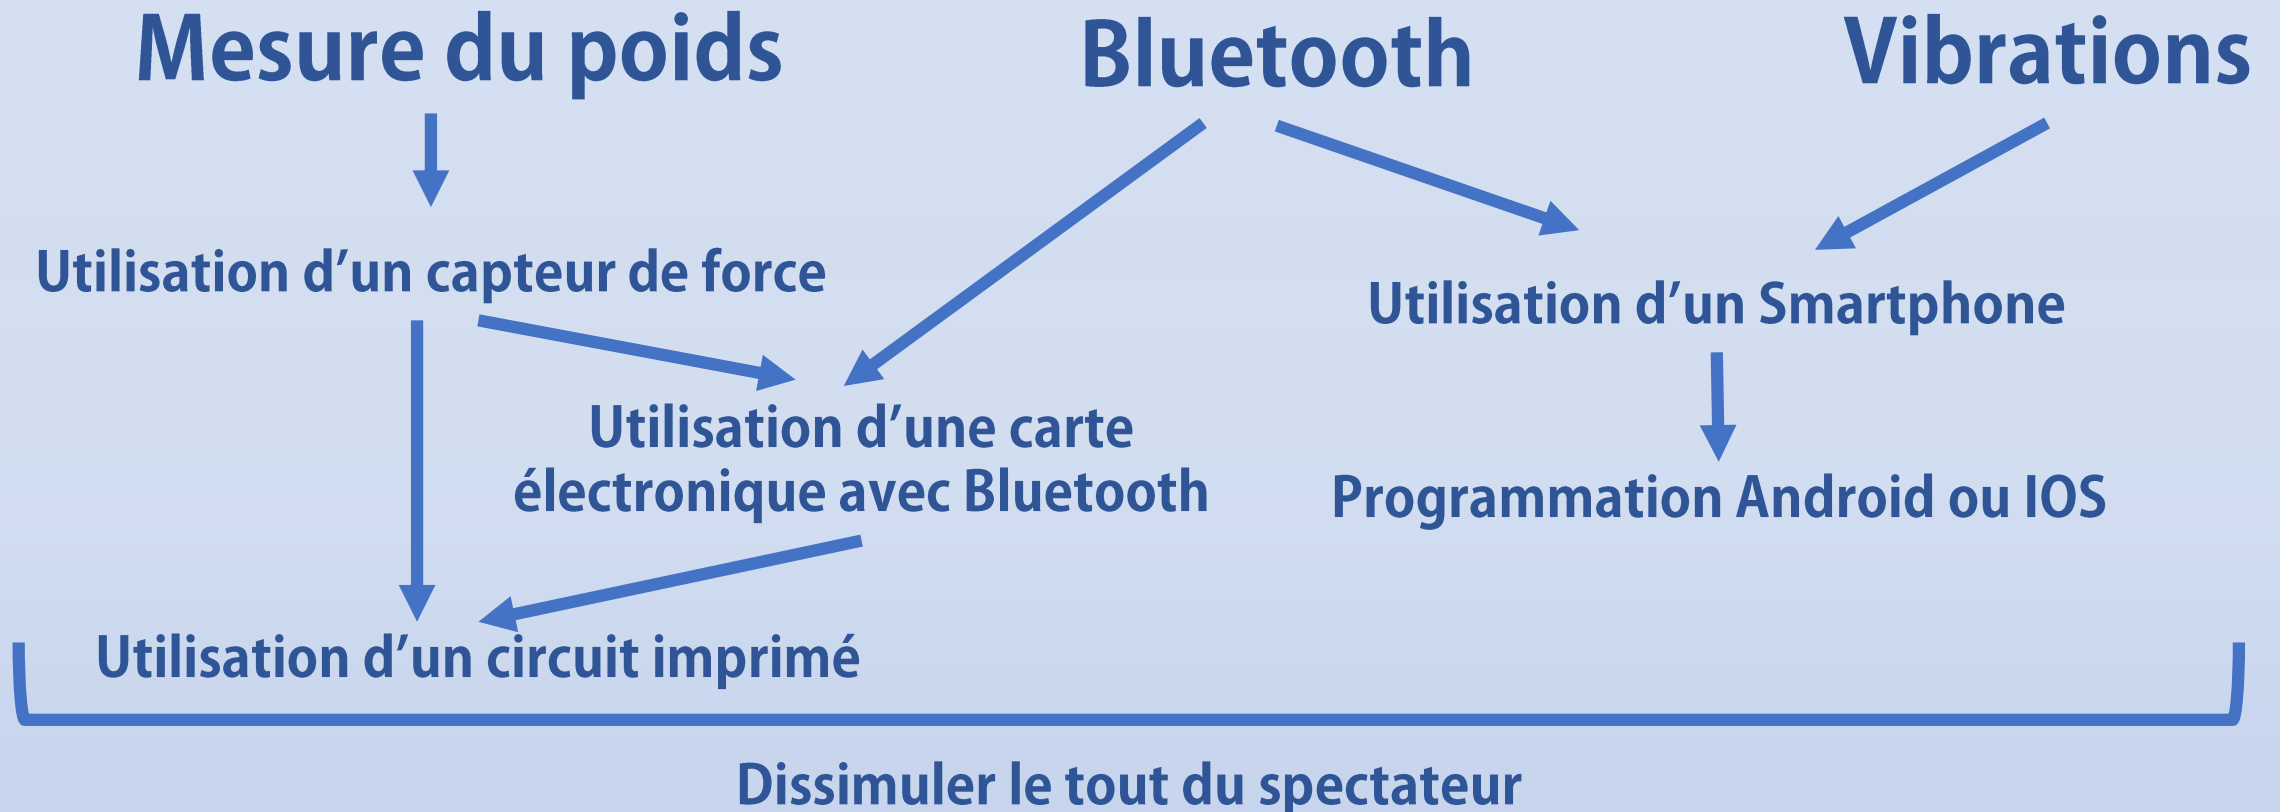 Mesure du poids
Bluetooth
Vibrations
Utilisation d’un capteur de force
Utilisation d’un Smartphone
Utilisation d’une carte
électronique avec Bluetooth
Programmation Android ou IOS
Utilisation d’un circuit imprimé
Dissimuler le tout du spectateur